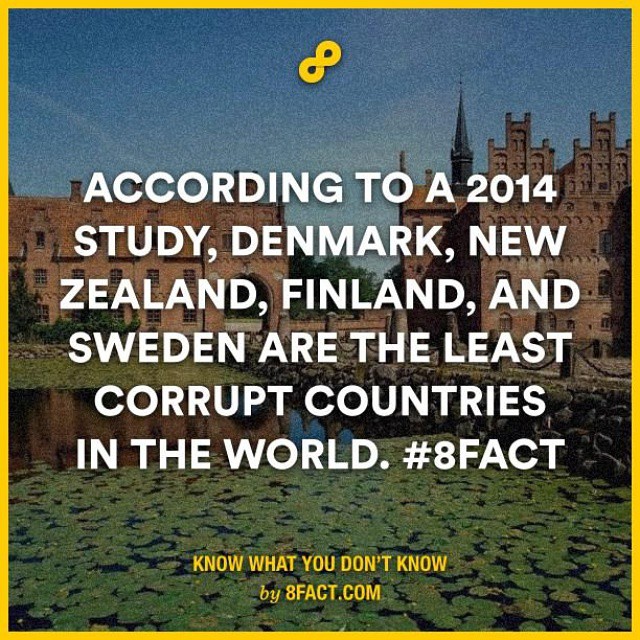 ACCORDING TO A 2014
STUDY, DENMARK, NEW
ZEALAND, FINLAND, AND
SWEDEN ARE THE LEAST
CORRUPT COUNTRIES
IN THE WORLD. #8FACT
KNOW WHAT YOU DON'T KNOW
by 8FACT.COM